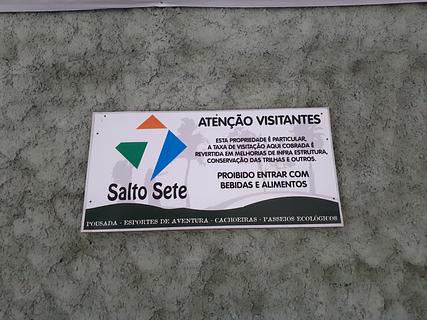 ATENÇÃO VISITANTES
ESTA PROPRIEDADE É PARTICULAR,
A TAXA DE VISITAÇÃO AQUI COBRADA É
REVERTIDA EM MELHORIAS DE INFRA ESTRUTURA,
CONSERVAÇÃO DAS TRILHAS E OUTROS.
PROIBIDO ENTRAR COM
BEBIDAS E ALIMENTOS
Salto Sete
POUSADA - ESPORTES DE AVENTURA - CACHOEIRAS - PASSEIOS ECOLÓGICOS